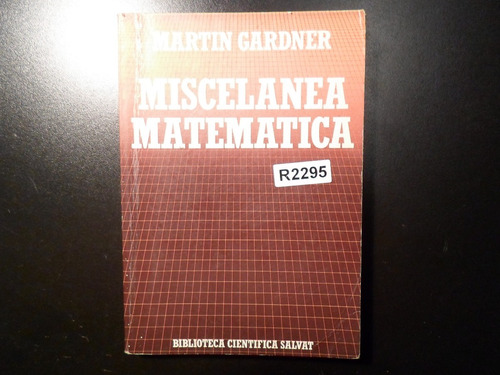 MARTIN GARDNER
MISCELANEA
MATEMATICA
R2295
BIBLIOTECA CIENTIFICA SALVAT